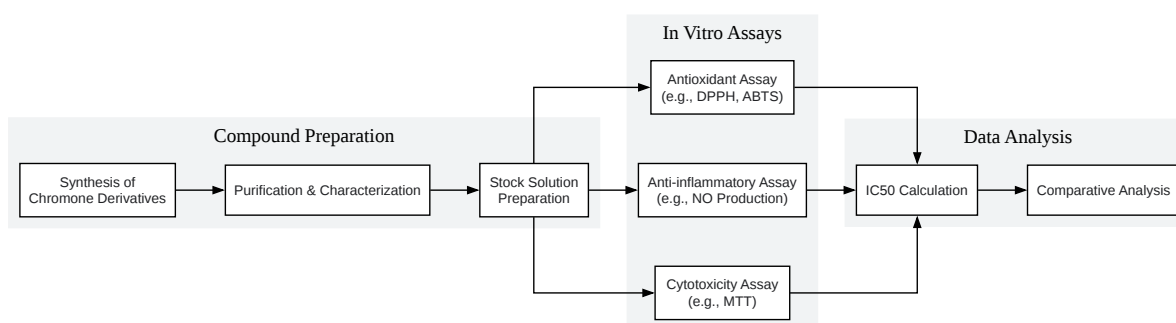 Compound Preparation
Synthesis of
Chromone Derivatives
Purification & Characterization
Stock Solution
Preparation
In Vitro Assays
Antioxidant Assay
(e.g., DPPH, ABTS)
Anti-inflammatory Assay
(e.g., NO Production)
Cytotoxicity Assay
(e.g., MTT)
Data Analysis
IC50 Calculation
Comparative Analysis